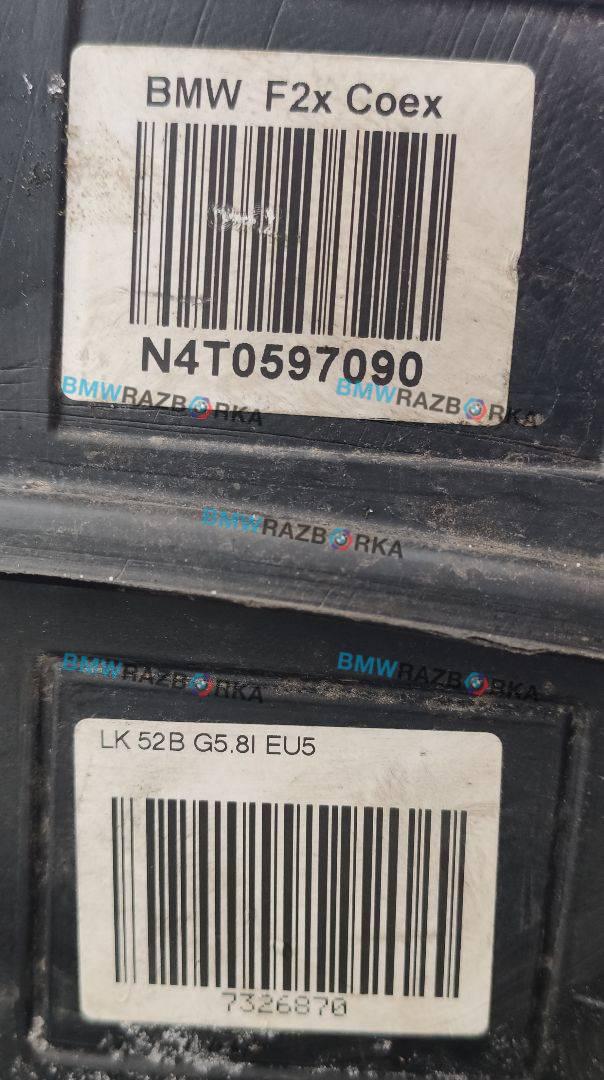 BMW F2x Coex
N4T0597090
BMWRAZBORKA
BMWRAZBORKA
BMWRAZBORKA
BMWRAZBORKA
BMWRAZBORKA
LK 52B G5.8l EU5
7326870